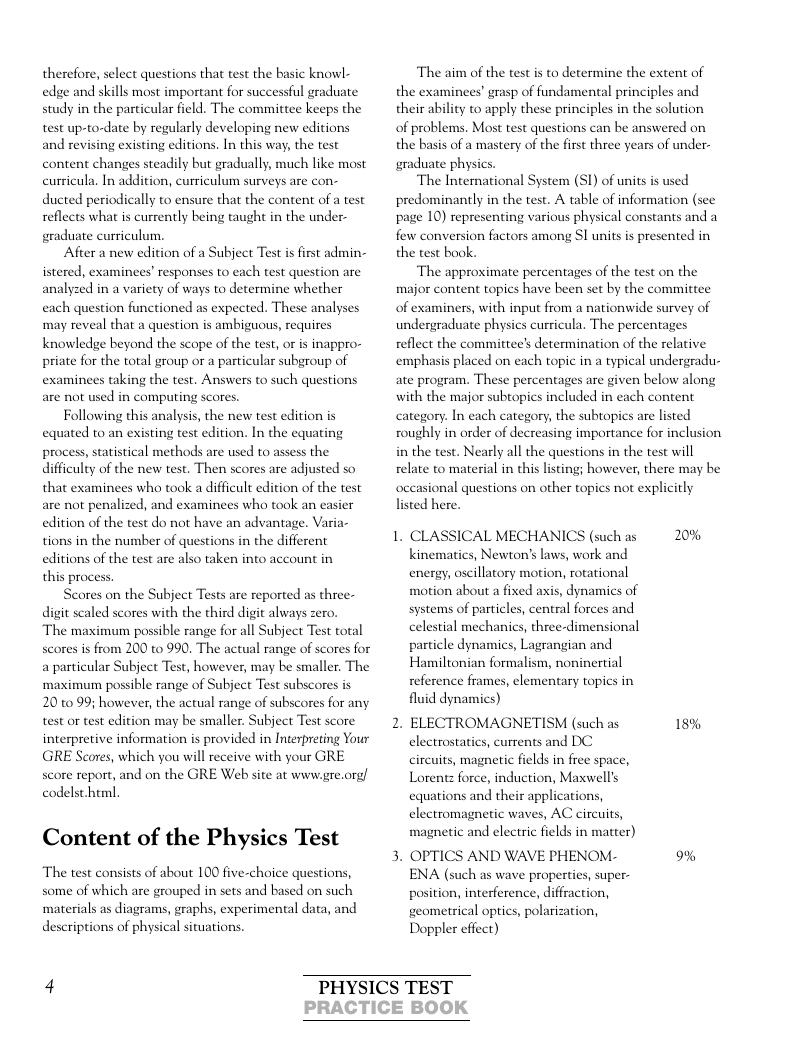 therefore, select questions that test the basic knowl-
edge and skills most important for successful graduate
study in the particular field. The committee keeps the
test up-to-date by regularly developing new editions
and revising existing editions. In this way, the test
content changes steadily but gradually, much like most
curricula. In addition, curriculum surveys are con-
ducted periodically to ensure that the content of a test
reflects what is currently being taught in the under-
graduate curriculum.
After a new edition of a Subject Test is first admin-
istered, examinees' responses to each test question are
analyzed in a variety of ways to determine whether
each question functioned as expected. These analyses
may reveal that a question is ambiguous, requires
knowledge beyond the scope of the test, or is inappro-
priate for the total group or a particular subgroup of
examinees taking the test. Answers to such questions
are not used in computing scores.
Following this analysis, the new test edition is
equated to an existing test edition. In the equating
process, statistical methods are used to assess the
difficulty of the new test. Then scores are adjusted so
that examinees who took a difficult edition of the test
are not penalized, and examinees who took an easier
edition of the test do not have an advantage. Varia-
tions in the number of questions in the different
editions of the test are also taken into account in
this process.
Scores on the Subject Tests are reported as three-
digit scaled scores with the third digit always zero.
The maximum possible range for all Subject Test total
scores is from 200 to 990. The actual range of scores for
a particular Subject Test, however, may be smaller. The
maximum possible range of Subject Test subscores is
20 to 99; however, the actual range of subscores for any
test or test edition may be smaller. Subject Test score
interpretive information is provided in Interpreting Your
GRE Scores, which you will receive with your GRE
score report, and on the GRE Web site at www.gre.org/
codelst.html.
Content of the Physics Test
The test consists of about 100 five-choice questions,
some of which are grouped in sets and based on such
materials as diagrams, graphs, experimental data, and
descriptions of physical situations.
The aim of the test is to determine the extent of
the examinees' grasp of fundamental principles and
their ability to apply these principles in the solution
of problems. Most test questions can be answered on
the basis of a mastery of the first three years of under-
graduate physics.
The International System (SI) of units is used
predominantly in the test. A table of information (see
page 10) representing various physical constants and a
few conversion factors among SI units is presented in
the test book.
The approximate percentages of the test on the
major content topics have been set by the committee
of examiners, with input from a nationwide survey of
undergraduate physics curricula. The percentages
reflect the committee's determination of the relative
emphasis placed on each topic in a typical undergradu-
ate program. These percentages are given below along
with the major subtopics included in each content
category. In each category, the subtopics are listed
roughly in order of decreasing importance for inclusion
in the test. Nearly all the questions in the test will
relate to material in this listing; however, there may be
occasional questions on other topics not explicitly
listed here.
1. CLASSICAL MECHANICS (such as 20%
kinematics, Newton's laws, work and
energy, oscillatory motion, rotational
motion about a fixed axis, dynamics of
systems of particles, central forces and
celestial mechanics, three-dimensional
particle dynamics, Lagrangian and
Hamiltonian formalism, noninertial
reference frames, elementary topics in
fluid dynamics)
2. ELECTROMAGNETISM (such as 18%
electrostatics, currents and DC
circuits, magnetic fields in free space,
Lorentz force, induction, Maxwell's
equations and their applications,
electromagnetic waves, AC circuits,
magnetic and electric fields in matter)
3. OPTICS AND WAVE PHENOM- 9%
ENA (such as wave properties, super-
position, interference, diffraction,
geometrical optics, polarization,
Doppler effect)
4
PHYSICS TEST
PRACTICE BOOK